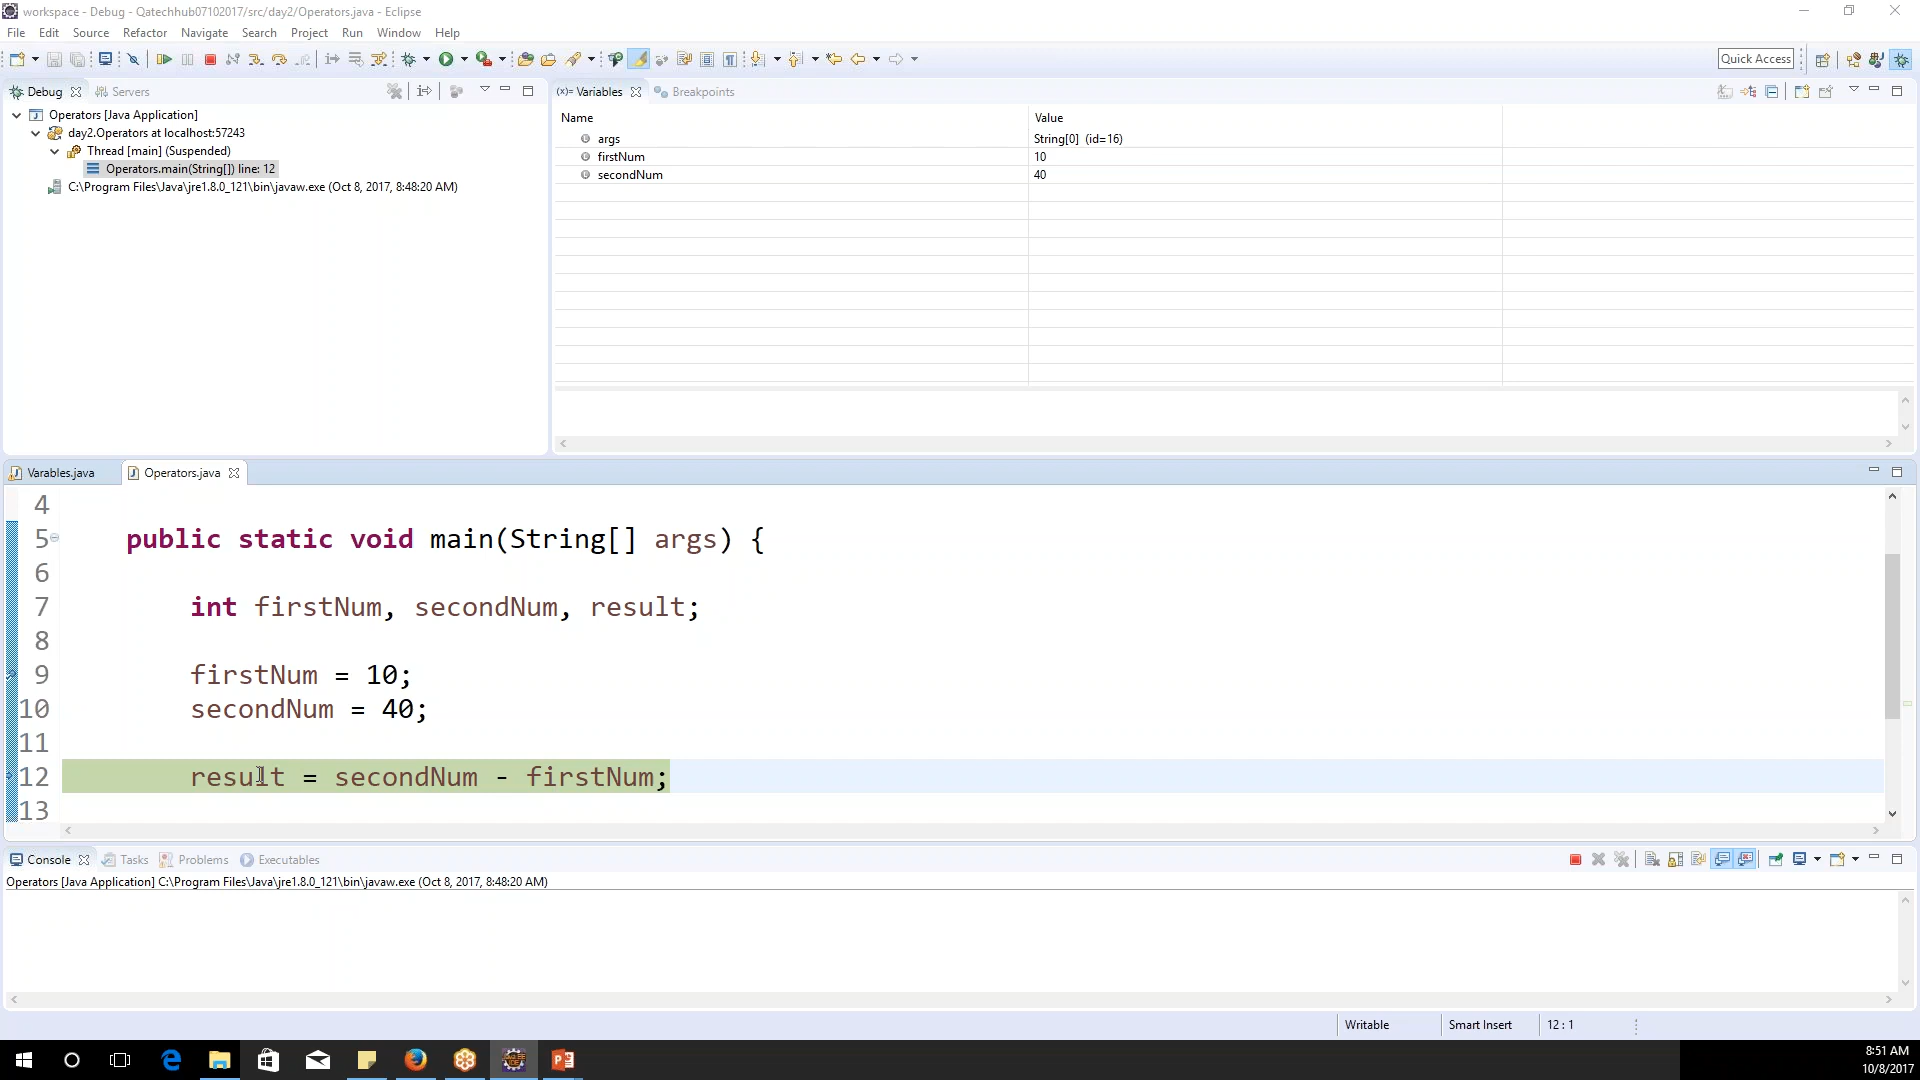 workspace - Debug - Qatechhub07102017/src/day2/Operators.java - Eclipse
File Edit Source Refactor Navigate Search Project Run Window Help
Quick Access
Debug Servers
Operators [Java Application]
day2.Operators at localhost:57243
Thread [main] (Suspended)
Operators.main(String[]) line: 12
C:\Program Files\Java\jre1.8.0_121\bin\javaw.exe (Oct 8, 2017, 8:48:20 AM)
(x)= Variables Breakpoints
Name Value
args String[0] (id=16)
firstNum 10
secondNum 40
Varables.java Operators.java
4
5 public static void main(String[] args) {
6
7 int firstNum, secondNum, result;
8
9 firstNum = 10;
10 secondNum = 40;
11
12 result = secondNum - firstNum;
13
Console Tasks Problems Executables
Operators [Java Application] C:\Program Files\Java\jre1.8.0_121\bin\javaw.exe (Oct 8, 2017, 8:48:20 AM)
Writable Smart Insert 12 : 1
8:51 AM
10/8/2017